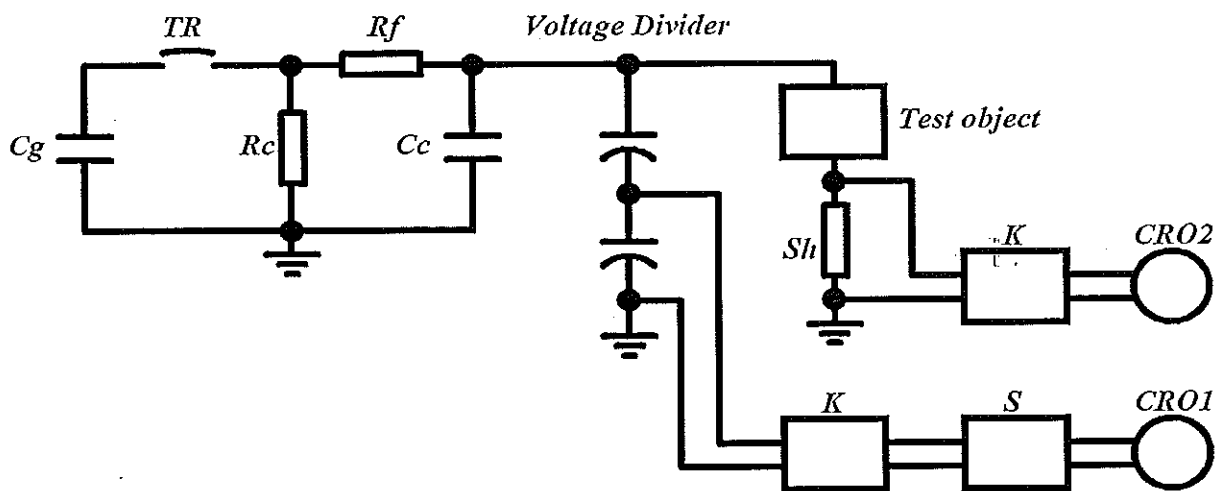 TR
Rf
Voltage Divider
Cg
Rc
Cc
Test object
Sh
K
CRO2
K
S
CRO1